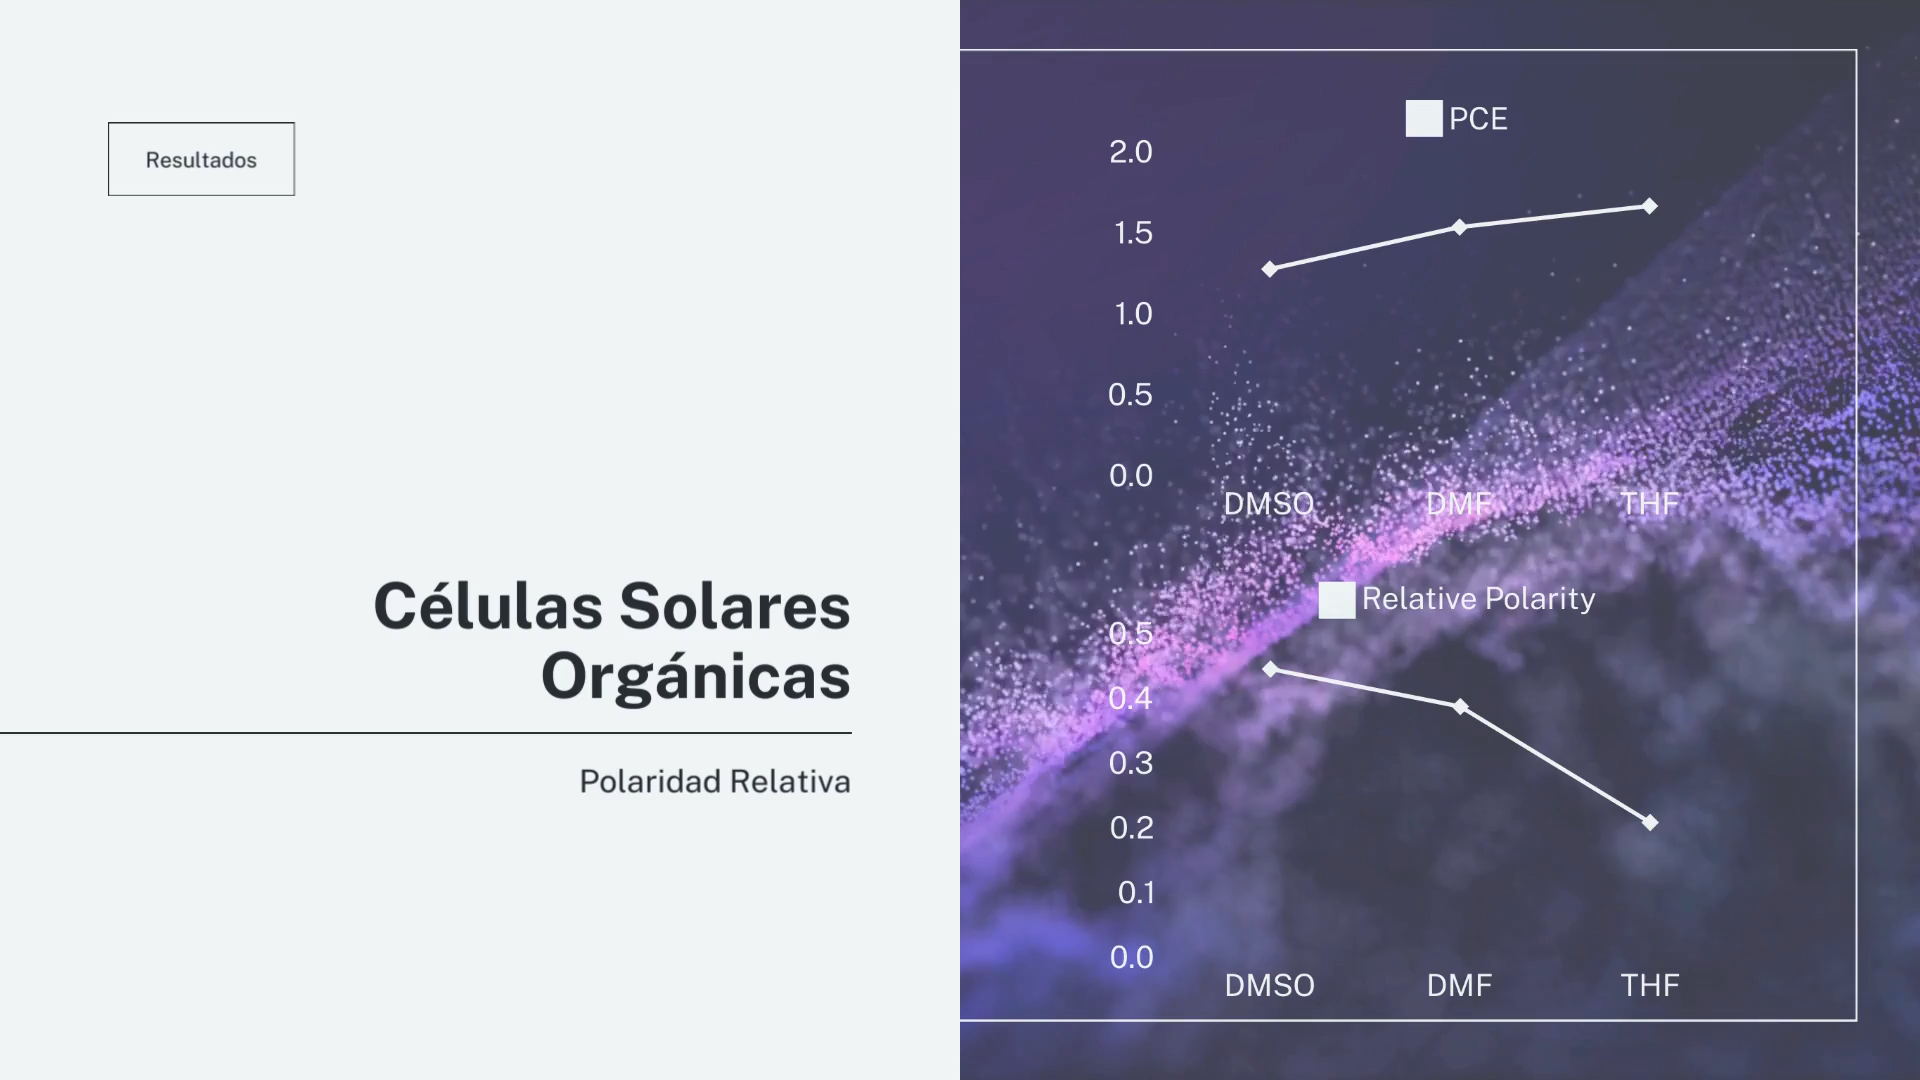 Resultados
Células Solares
Orgánicas
Polaridad Relativa
PCE
2.0
1.5
1.0
0.5
0.0
DMSO DMF THF
Relative Polarity
0.5
0.4
0.3
0.2
0.1
0.0
DMSO DMF THF